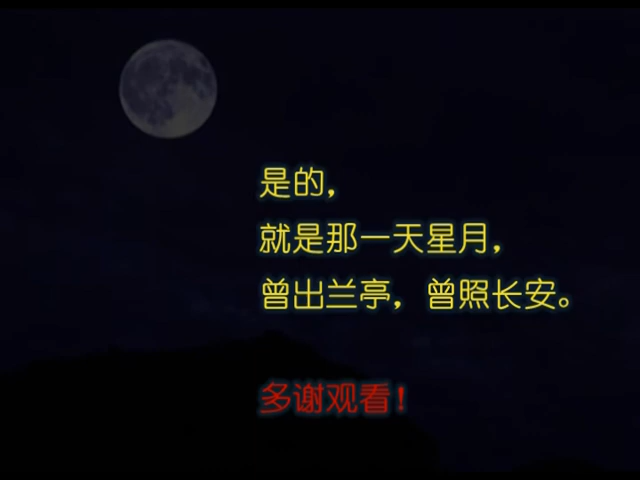 是的，
就是那一天星月，
曾出兰亭，曾照长安。
多谢观看！